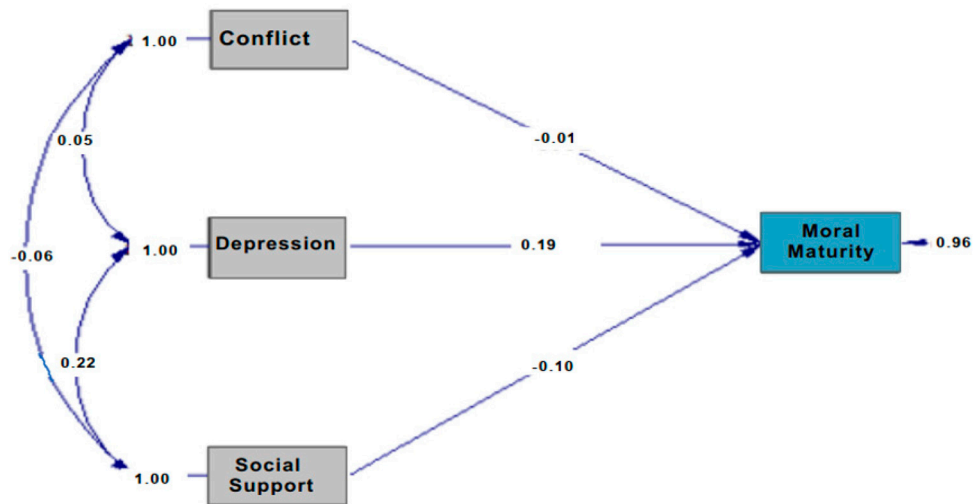 1.00
Conflict
0.05
-0.01
1.00
Depression
0.19
Moral
Maturity
0.96
-0.06
0.22
-0.10
1.00
Social
Support